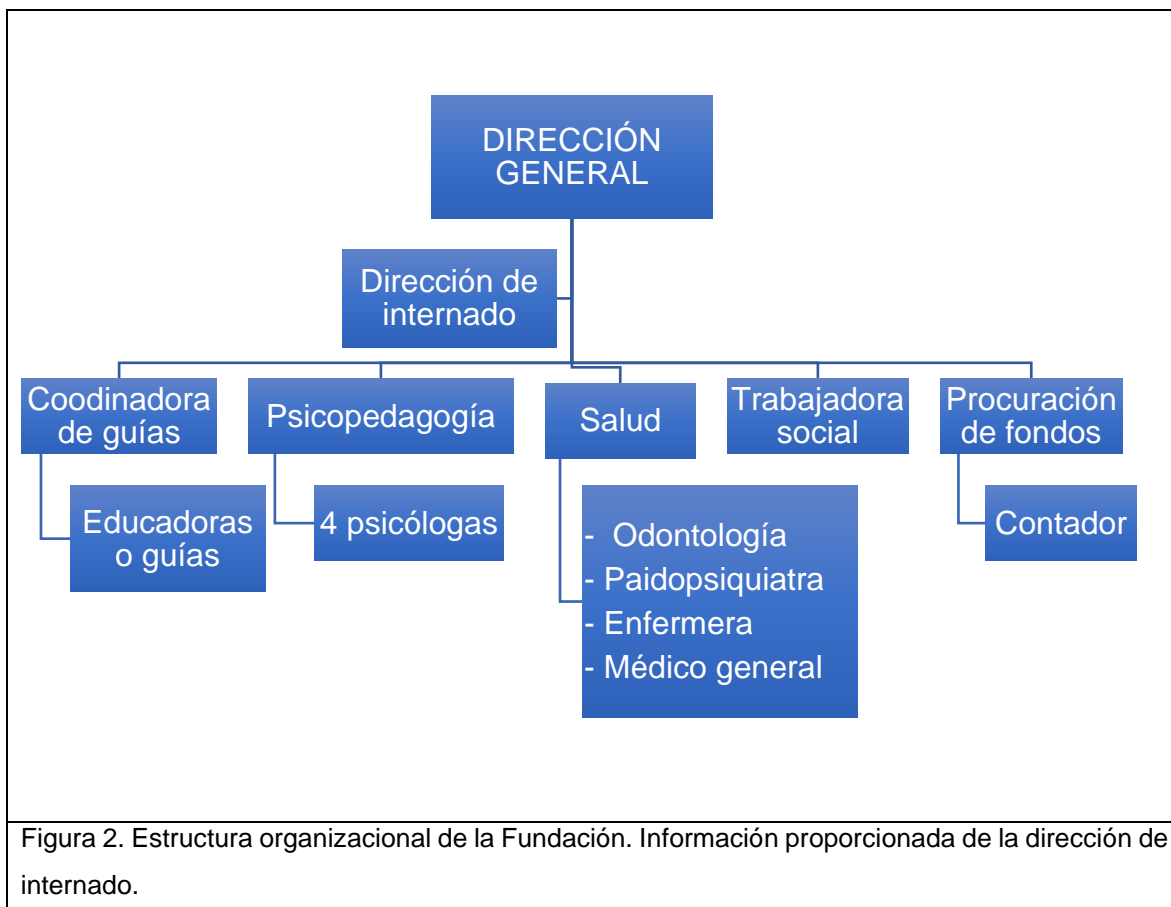 DIRECCIÓN
GENERAL
Dirección de
internado
Coodinadora
de guías
Psicopedagogía
Salud
Trabajadora
social
Procuración
de fondos
Educadoras
o guías
4 psicólogas
- Odontología
- Paidopsiquiatra
- Enfermera
- Médico general
Contador
Figura 2. Estructura organizacional de la Fundación. Información proporcionada de la dirección de
internado.